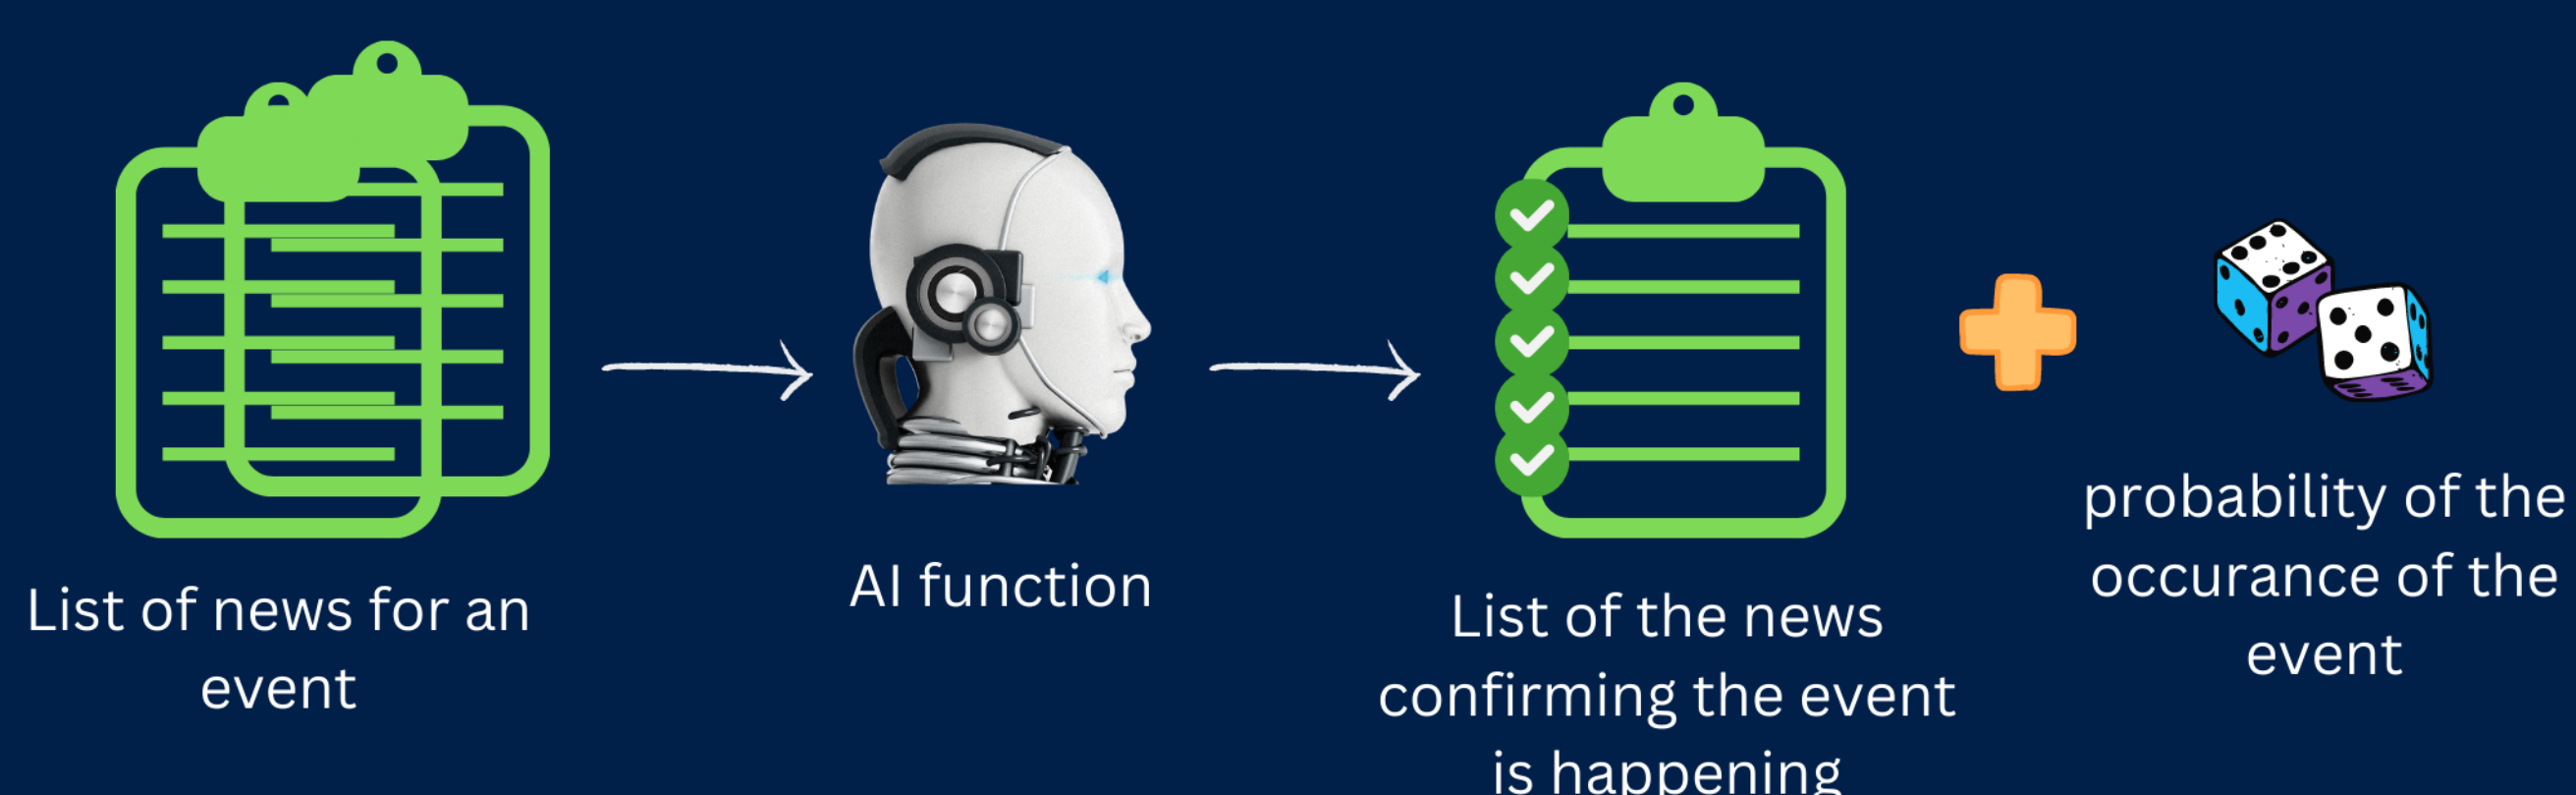 List of news for an
event
AI function
List of the news
confirming the event
is happening
probability of the
occurance of the
event